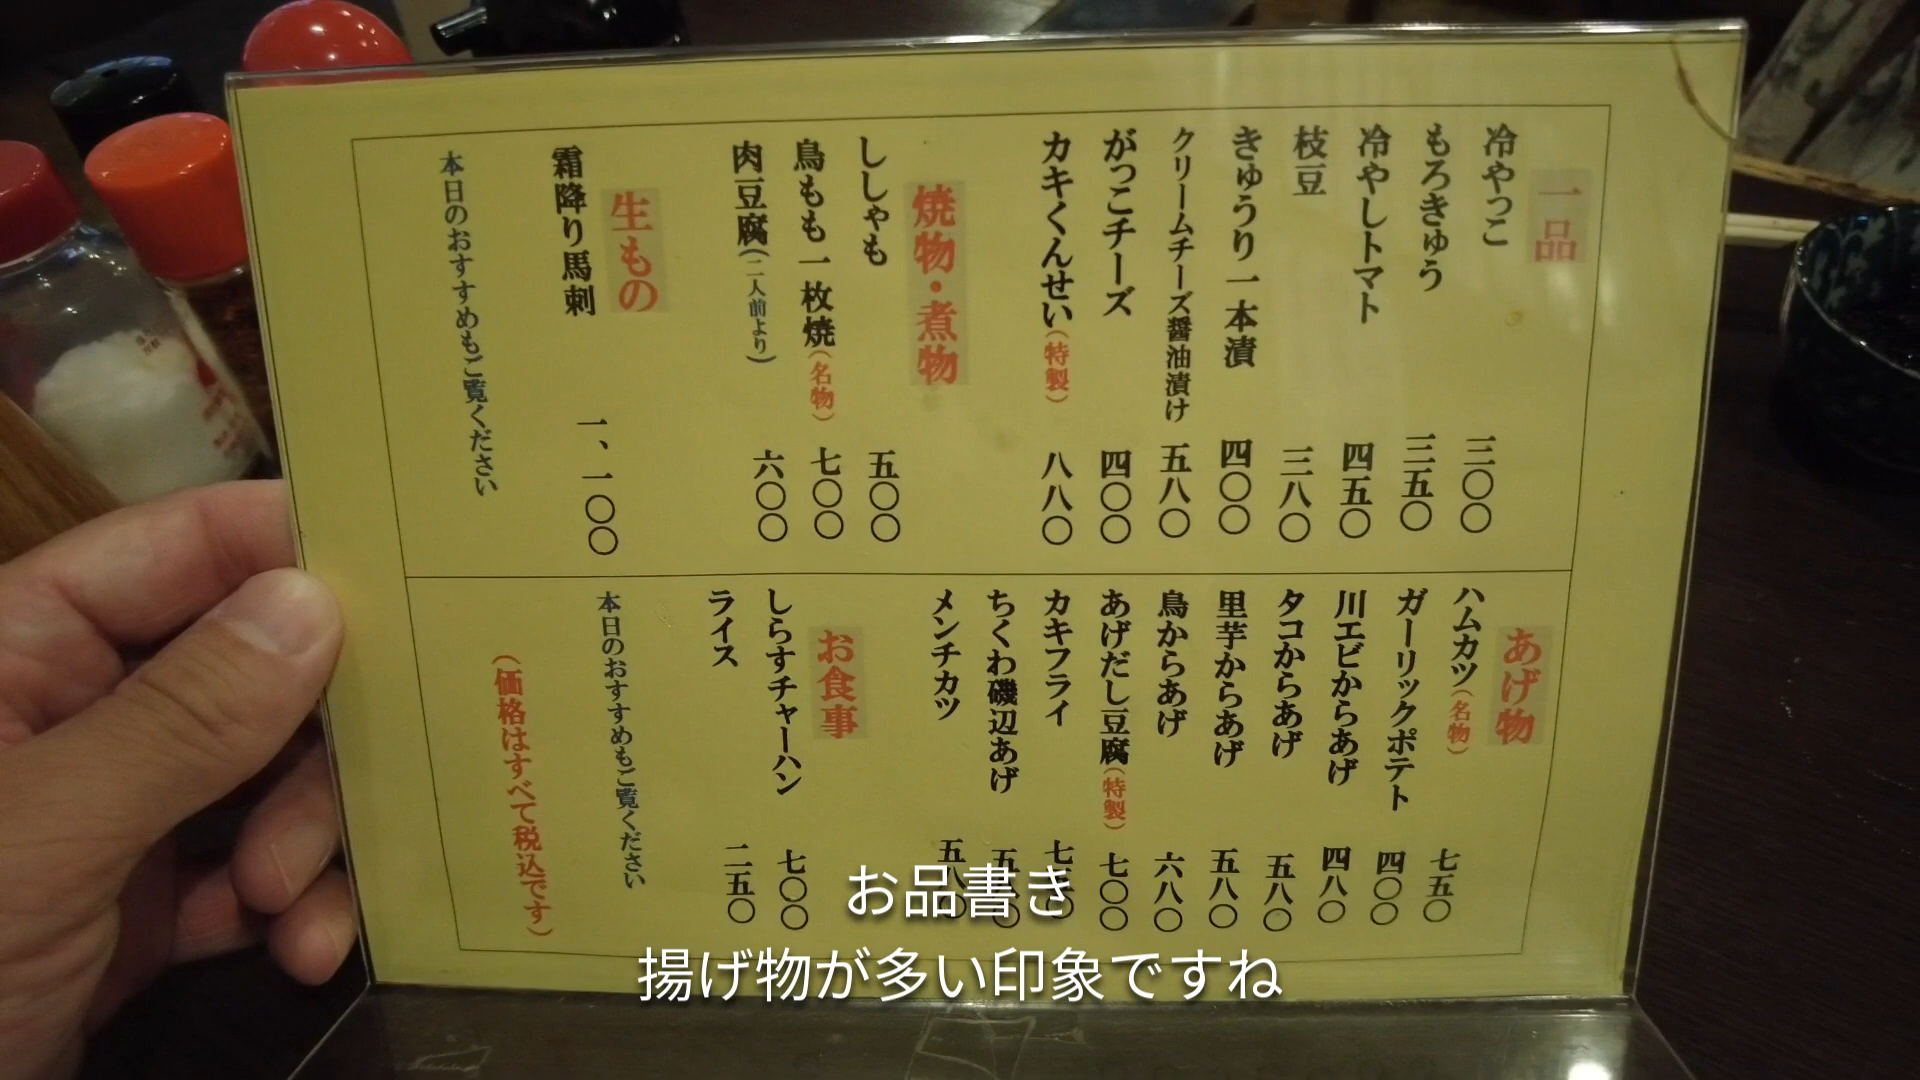 一品
冷やっこ 三〇〇
もろきゅう 三五〇
冷やしトマト 四五〇
枝豆 三八〇
きゅうり一本漬 四〇〇
クリームチーズ醤油漬け 五八〇
がっこチーズ 四〇〇
カキくんせい（特製） 八八〇
焼物・煮物
ししゃも 五〇〇
鳥もも一枚焼（名物） 七〇〇
肉豆腐（二人前より） 六〇〇
生もの
霜降り馬刺 一、一〇〇
本日のおすすめもご覧ください
あげ物
ハムカツ（名物） 七五〇
ガーリックポテト 四〇〇
川エビからあげ 四八〇
タコからあげ 五八〇
里芋からあげ 五八〇
鳥からあげ 六八〇
あげだし豆腐（特製） 七〇〇
カキフライ
ちくわ磯辺あげ
メンチカツ
お食事
しらすチャーハン 七〇〇
ライス 二五〇
本日のおすすめもご覧ください
（価格はすべて税込です）
お品書き
揚げ物が多い印象ですね